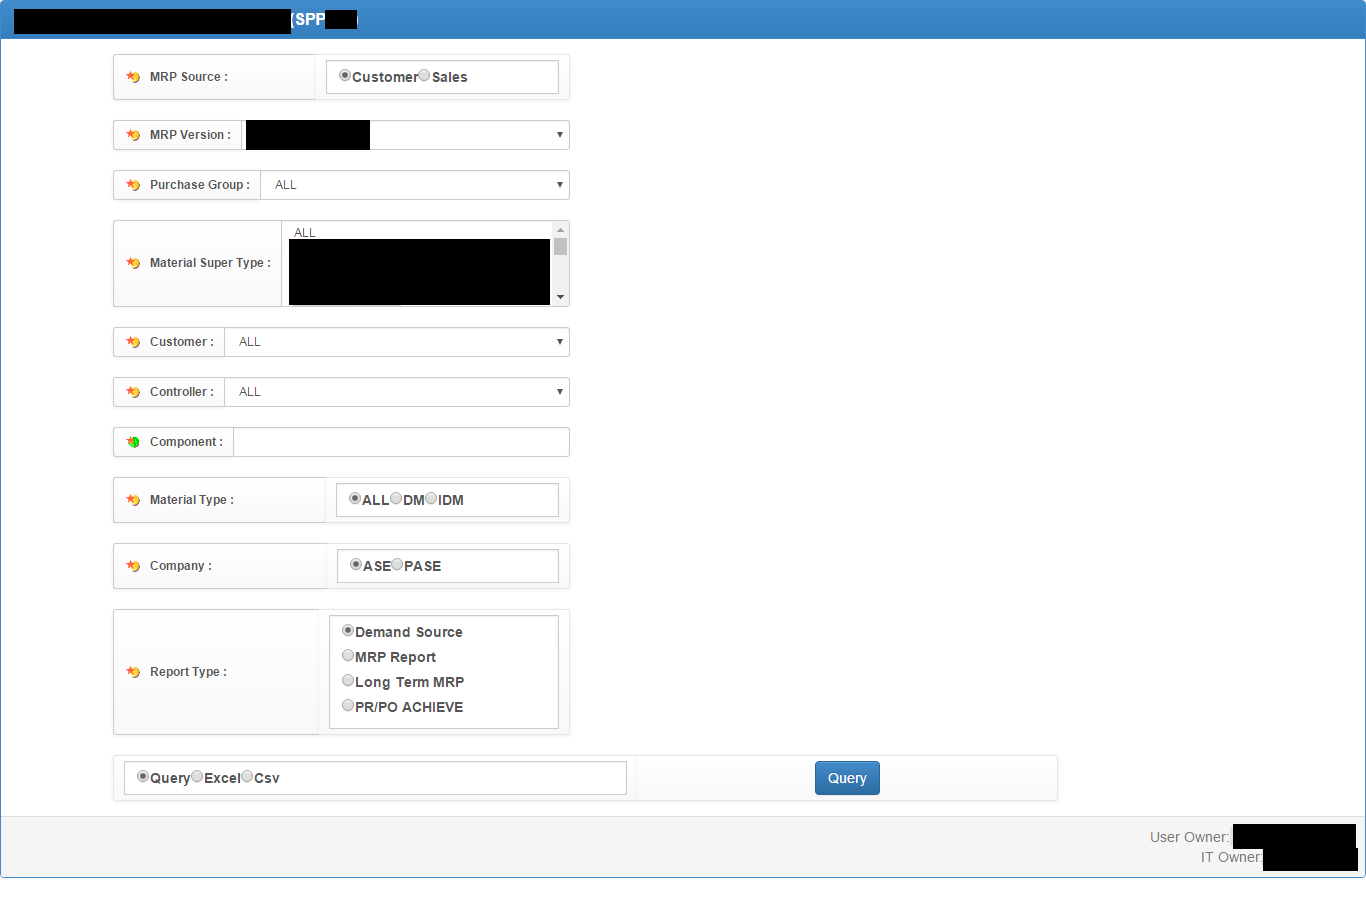 (SPP
MRP Source :
Customer Sales
MRP Version :
Purchase Group : ALL
ALL
Material Super Type :
Customer : ALL
Controller : ALL
Component :
Material Type : ALL DM IDM
Company : ASE PASE
Demand Source
MRP Report
Report Type :
Long Term MRP
PR/PO ACHIEVE
Query Excel Csv Query
User Owner:
IT Owner: